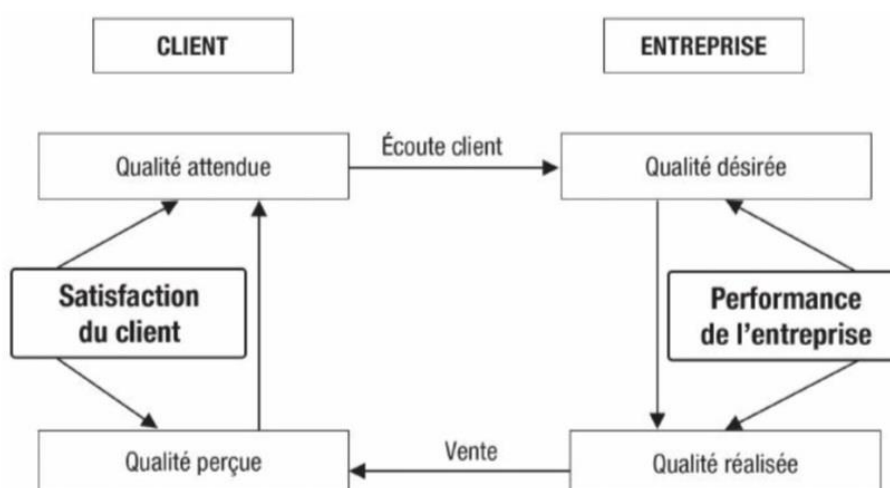 CLIENT
ENTREPRISE
Écoute client
Qualité attendue
Qualité désirée
Satisfaction
du client
Performance
de l'entreprise
Vente
Qualité perçue
Qualité réalisée